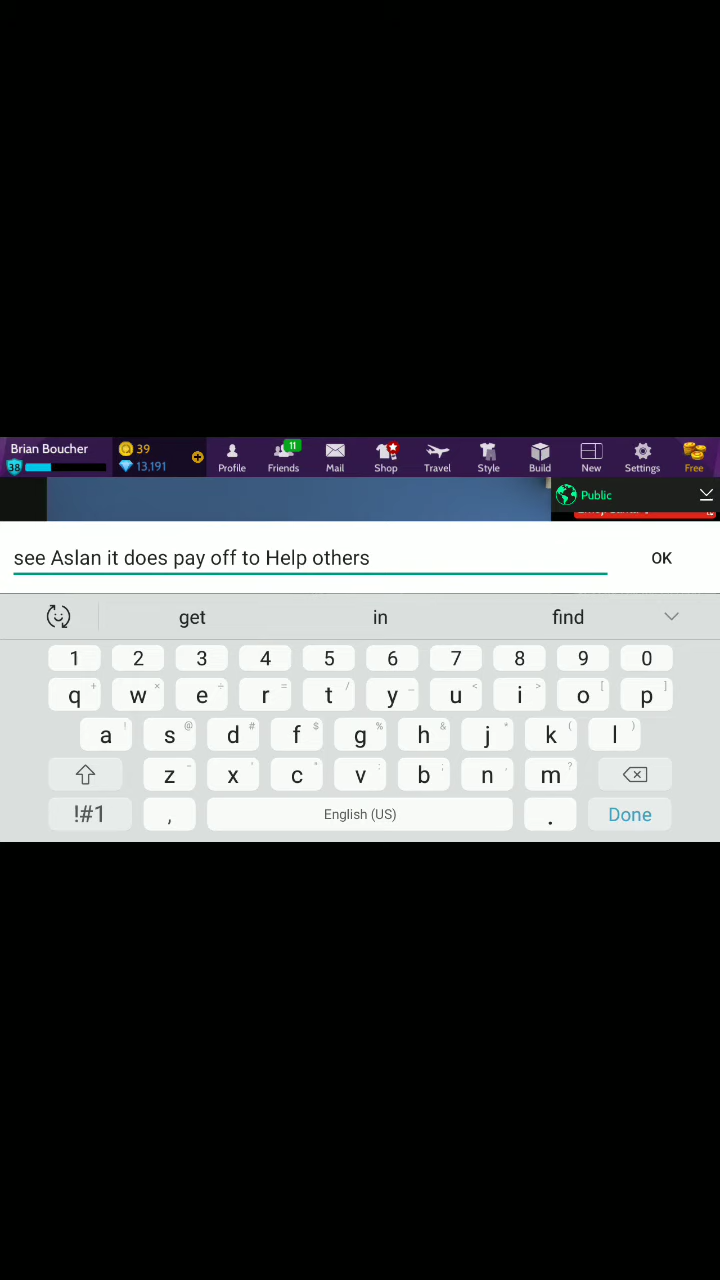 Brian Boucher
38
39
13,191
11
Profile
Friends
Mail
Shop
Travel
Style
Build
New
Settings
Free
Public
see Aslan it does pay off to Help others
OK
get in find
1 2 3 4 5 6 7 8 9 0
q w e r t y u i o p
a s d f g h j k l
z x c v b n m
!#1 , English (US) . Done